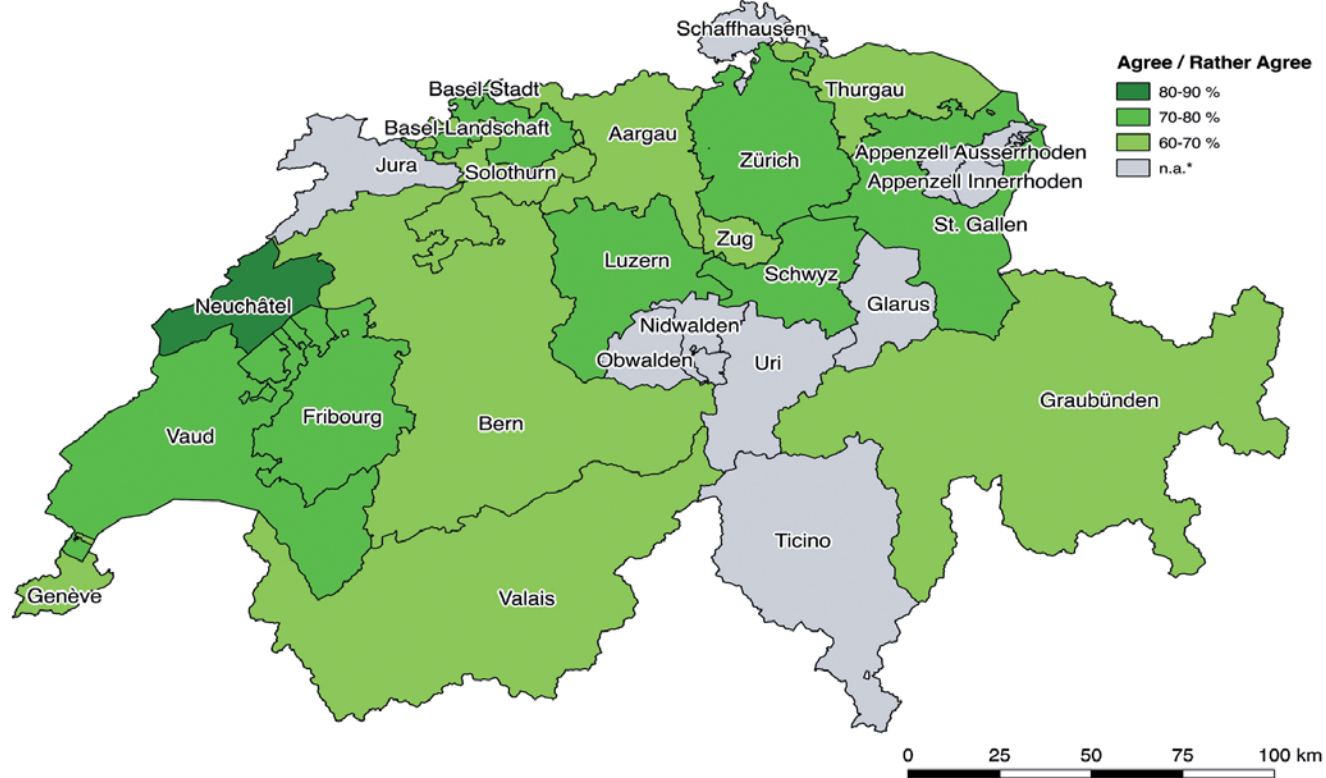 Schaffhausen
Agree / Rather Agree
80-90 %
70-80 %
60-70 %
n.a.*
Basel-Stadt
Thurgau
Basel-Landschaft
Aargau
Jura
Solothurn
Zürich
Appenzell Ausserrhoden
Appenzell Innerrhoden
St. Gallen
Zug
Luzern
Schwyz
Neuchâtel
Glarus
Nidwalden
Obwalden
Uri
Graubünden
Vaud
Fribourg
Bern
Ticino
Genève
Valais
0 25 50 75 100 km